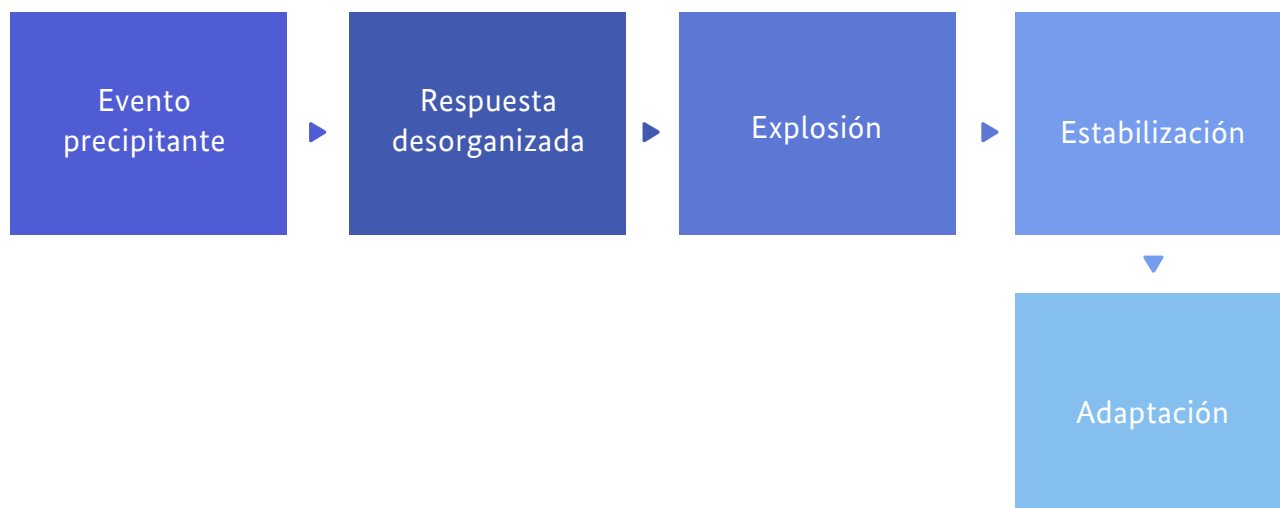 Evento
precipitante
Respuesta
desorganizada
Explosión
Estabilización
Adaptación